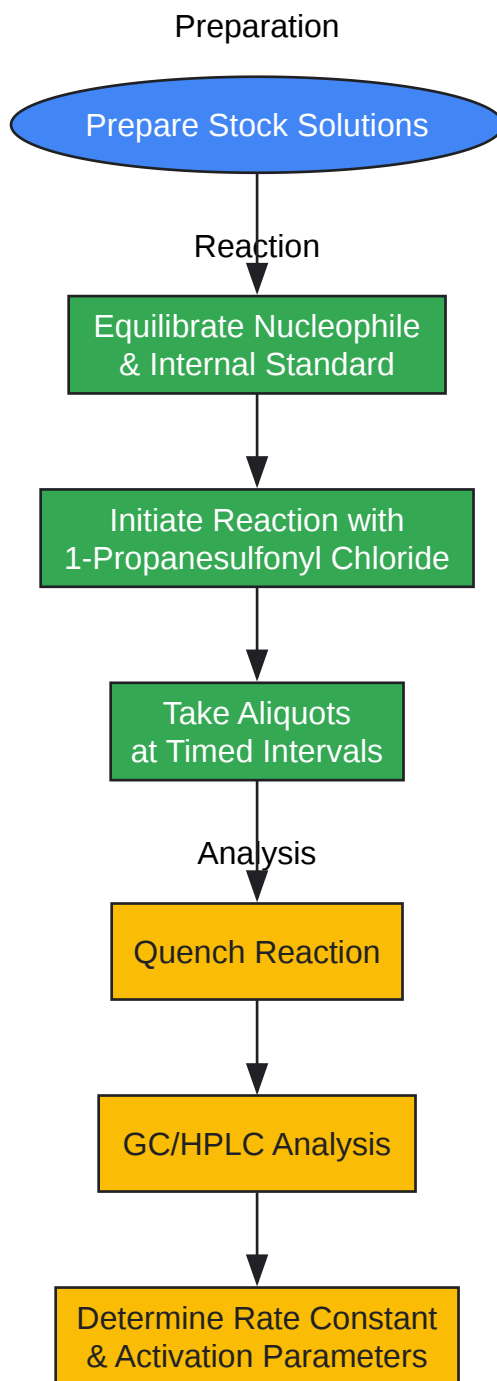 Preparation
Prepare Stock Solutions
Reaction
Equilibrate Nucleophile
& Internal Standard
Initiate Reaction with
1-Propanesulfonyl Chloride
Take Aliquots
at Timed Intervals
Analysis
Quench Reaction
GC/HPLC Analysis
Determine Rate Constant
& Activation Parameters